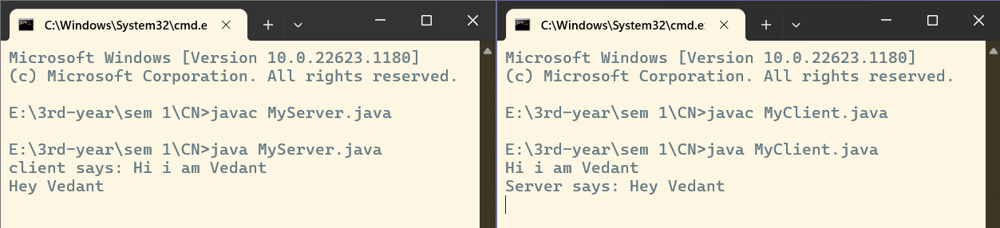 C:\Windows\System32\cmd.e
Microsoft Windows [Version 10.0.22623.1180]
(c) Microsoft Corporation. All rights reserved.
E:\3rd-year\sem 1\CN>javac MyServer.java
E:\3rd-year\sem 1\CN>java MyServer.java
client says: Hi i am Vedant
Hey Vedant
C:\Windows\System32\cmd.e
Microsoft Windows [Version 10.0.22623.1180]
(c) Microsoft Corporation. All rights reserved.
E:\3rd-year\sem 1\CN>javac MyClient.java
E:\3rd-year\sem 1\CN>java MyClient.java
Hi i am Vedant
Server says: Hey Vedant